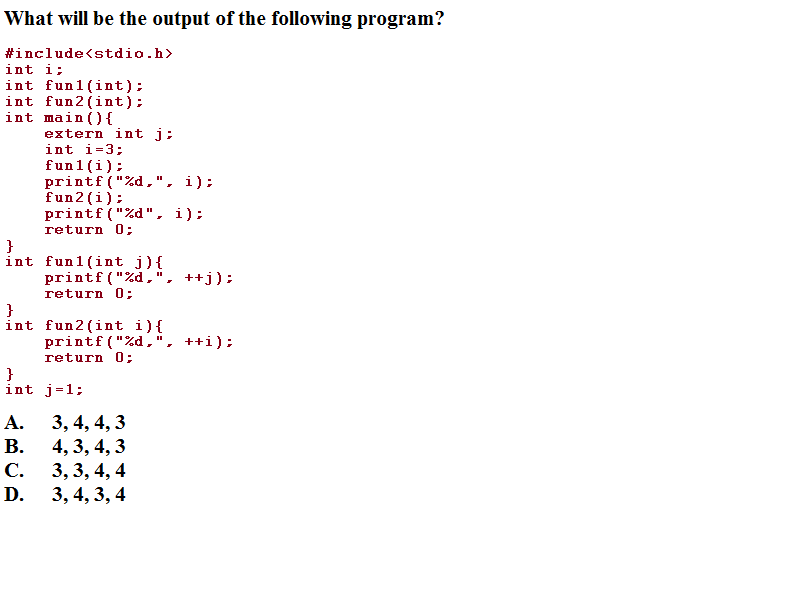 What will be the output of the following program?
#include<stdio.h>
int i;
int fun1(int);
int fun2(int);
int main(){
    extern int j;
    int i=3;
    fun1(i);
    printf("%d,", i);
    fun2(i);
    printf("%d", i);
    return 0;
}
int fun1(int j){
    printf("%d,", ++j);
    return 0;
}
int fun2(int i){
    printf("%d,", ++i);
    return 0;
}
int j=1;
A. 3, 4, 4, 3
B. 4, 3, 4, 3
C. 3, 3, 4, 4
D. 3, 4, 3, 4